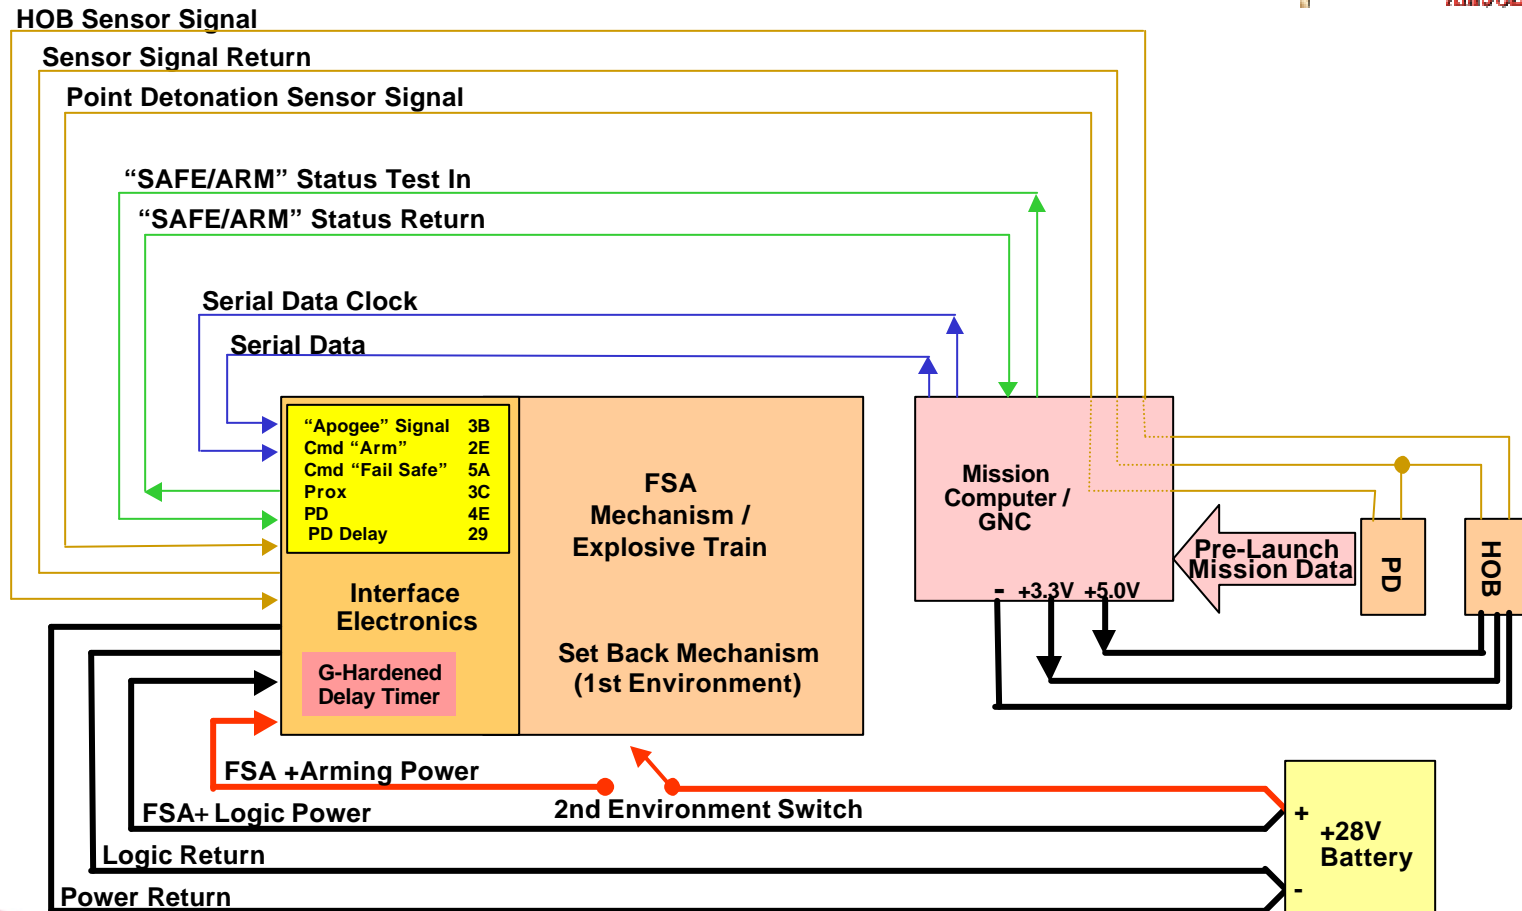 HOB Sensor Signal
Sensor Signal Return
Point Detonation Sensor Signal
“SAFE/ARM” Status Test In
“SAFE/ARM” Status Return
Serial Data Clock
Serial Data
“Apogee” Signal 3B
Cmd “Arm” 2E
Cmd “Fail Safe” 5A
Prox 3C
PD 4E
PD Delay 29
Interface
Electronics
G-Hardened
Delay Timer
FSA
Mechanism /
Explosive Train
Set Back Mechanism
(1st Environment)
Mission
Computer /
GNC
- +3.3V +5.0V
Pre-Launch
Mission Data
PD
HOB
FSA +Arming Power
2nd Environment Switch
FSA+ Logic Power
Logic Return
Power Return
+
+28V
Battery
-